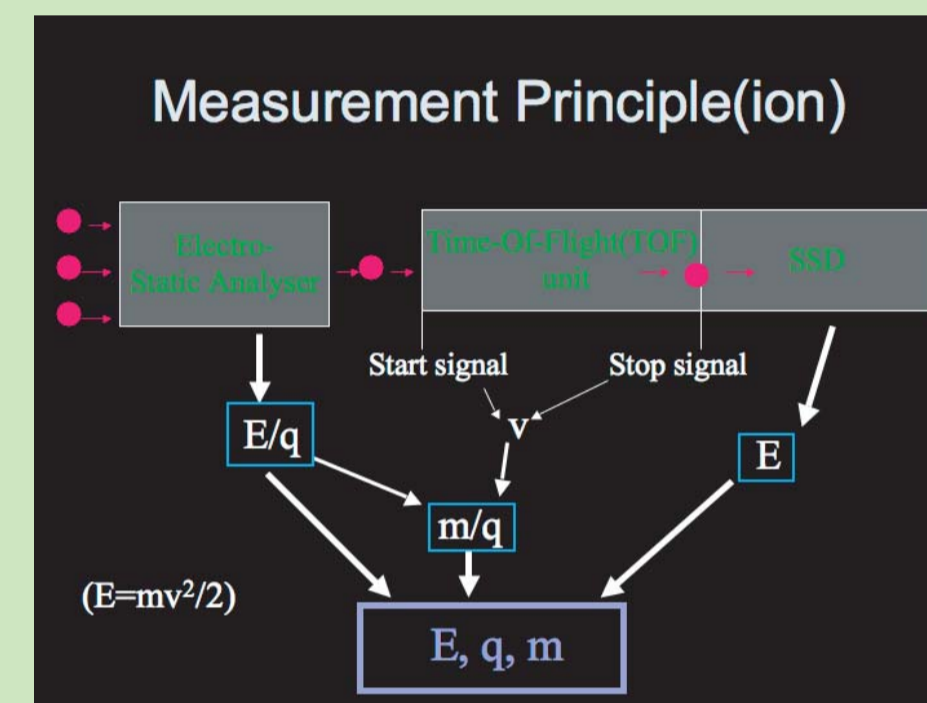 Measurement Principle(ion)
Electro-
Static Analyser
Time-Of-Flight(TOF)
unit
SSD
Start signal
Stop signal
v
E/q
E
m/q
(E=mv²/2)
E, q, m